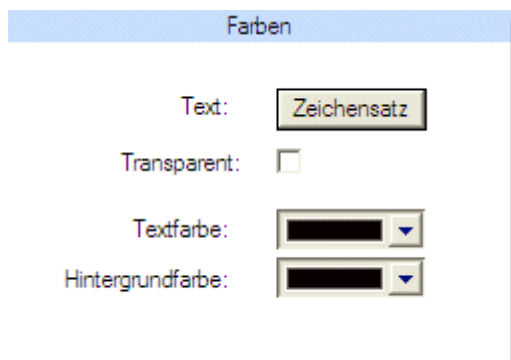 Farben
Text: Zeichensatz
Transparent:
Textfarbe:
Hintergrundfarbe: